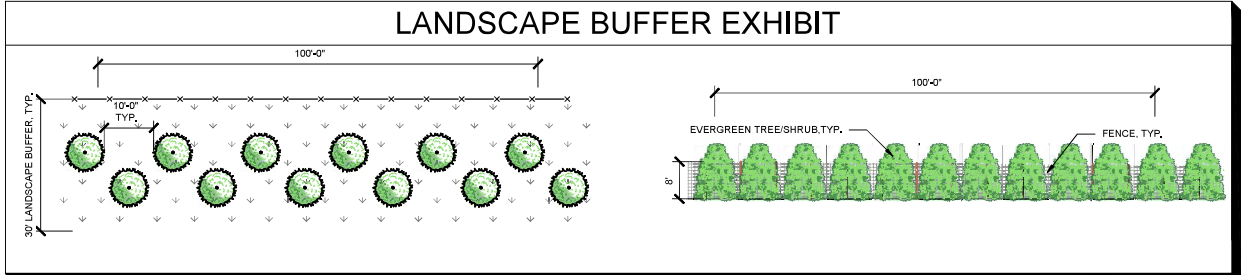 LANDSCAPE BUFFER EXHIBIT
100'-0"
10'-0"
TYP.
30' LANDSCAPE BUFFER, TYP.
100'-0"
EVERGREEN TREE/SHRUB,TYP.
FENCE, TYP.
8'